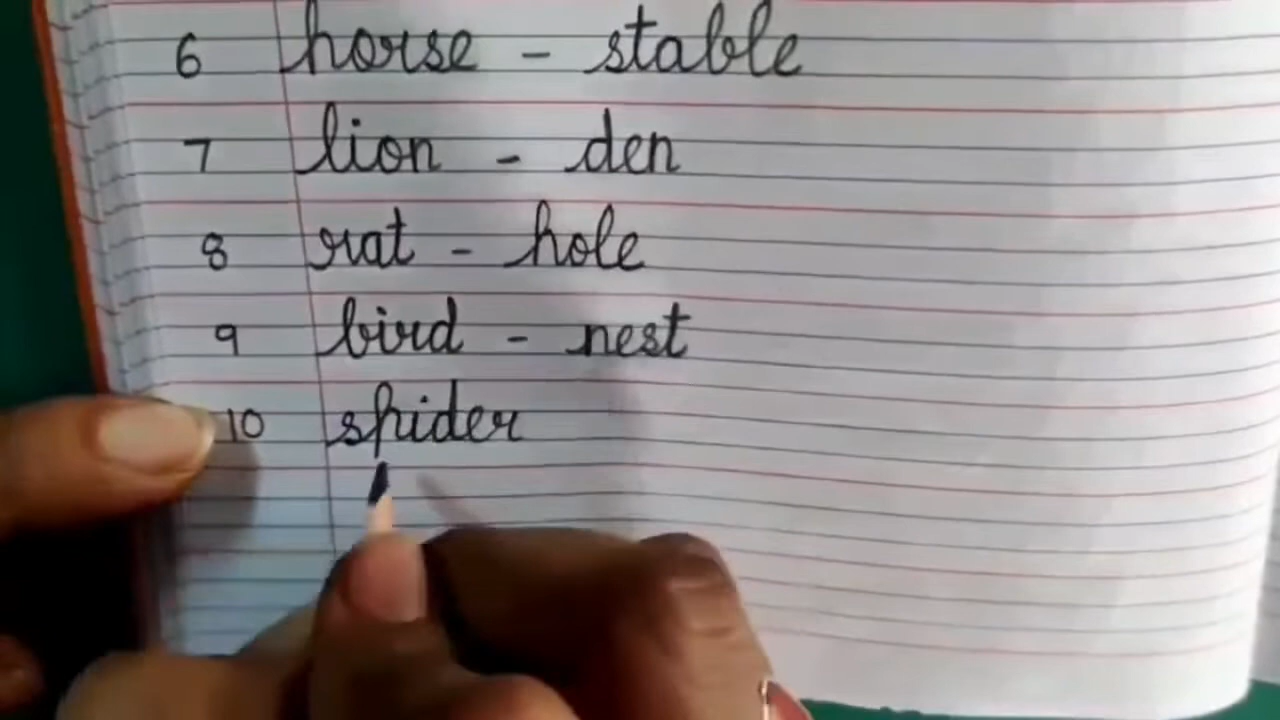 6 horse - stable
7 lion - den
8 rat - hole
9 bird - nest
10 spider